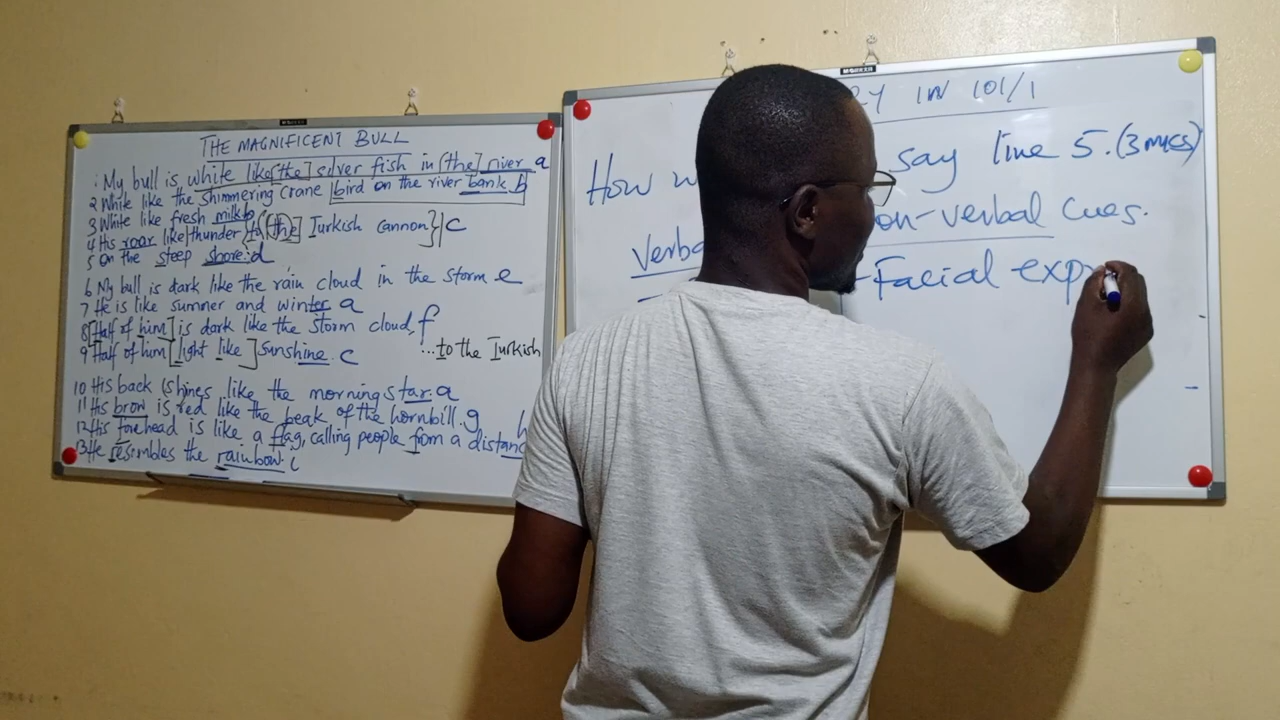 THE MAGNIFICENT BULL
1 My bull is white like [the] silver fish in [the] river a
2 White like the shimmering crane bird on the river bank b
3 White like fresh milk b
4 His roar like thunder to [the] Turkish cannon c
5 On the steep shore. d
6 My bull is dark like the rain cloud in the storm e
7 He is like summer and winter a
8 [Half of him] is dark like the storm cloud, f
9 Half of him [light like] sunshine. c
...to the Turkish
10 His back shines like the morning star. a
11 His brow is red like the beak of the hornbill. g
12 His forehead is like a flag, calling people from a distanc
13 He resembles the rainbow. i
RY IN 101/1
How w say line 5. (3 mks)
Verba on-verbal cues.
- Facial exp